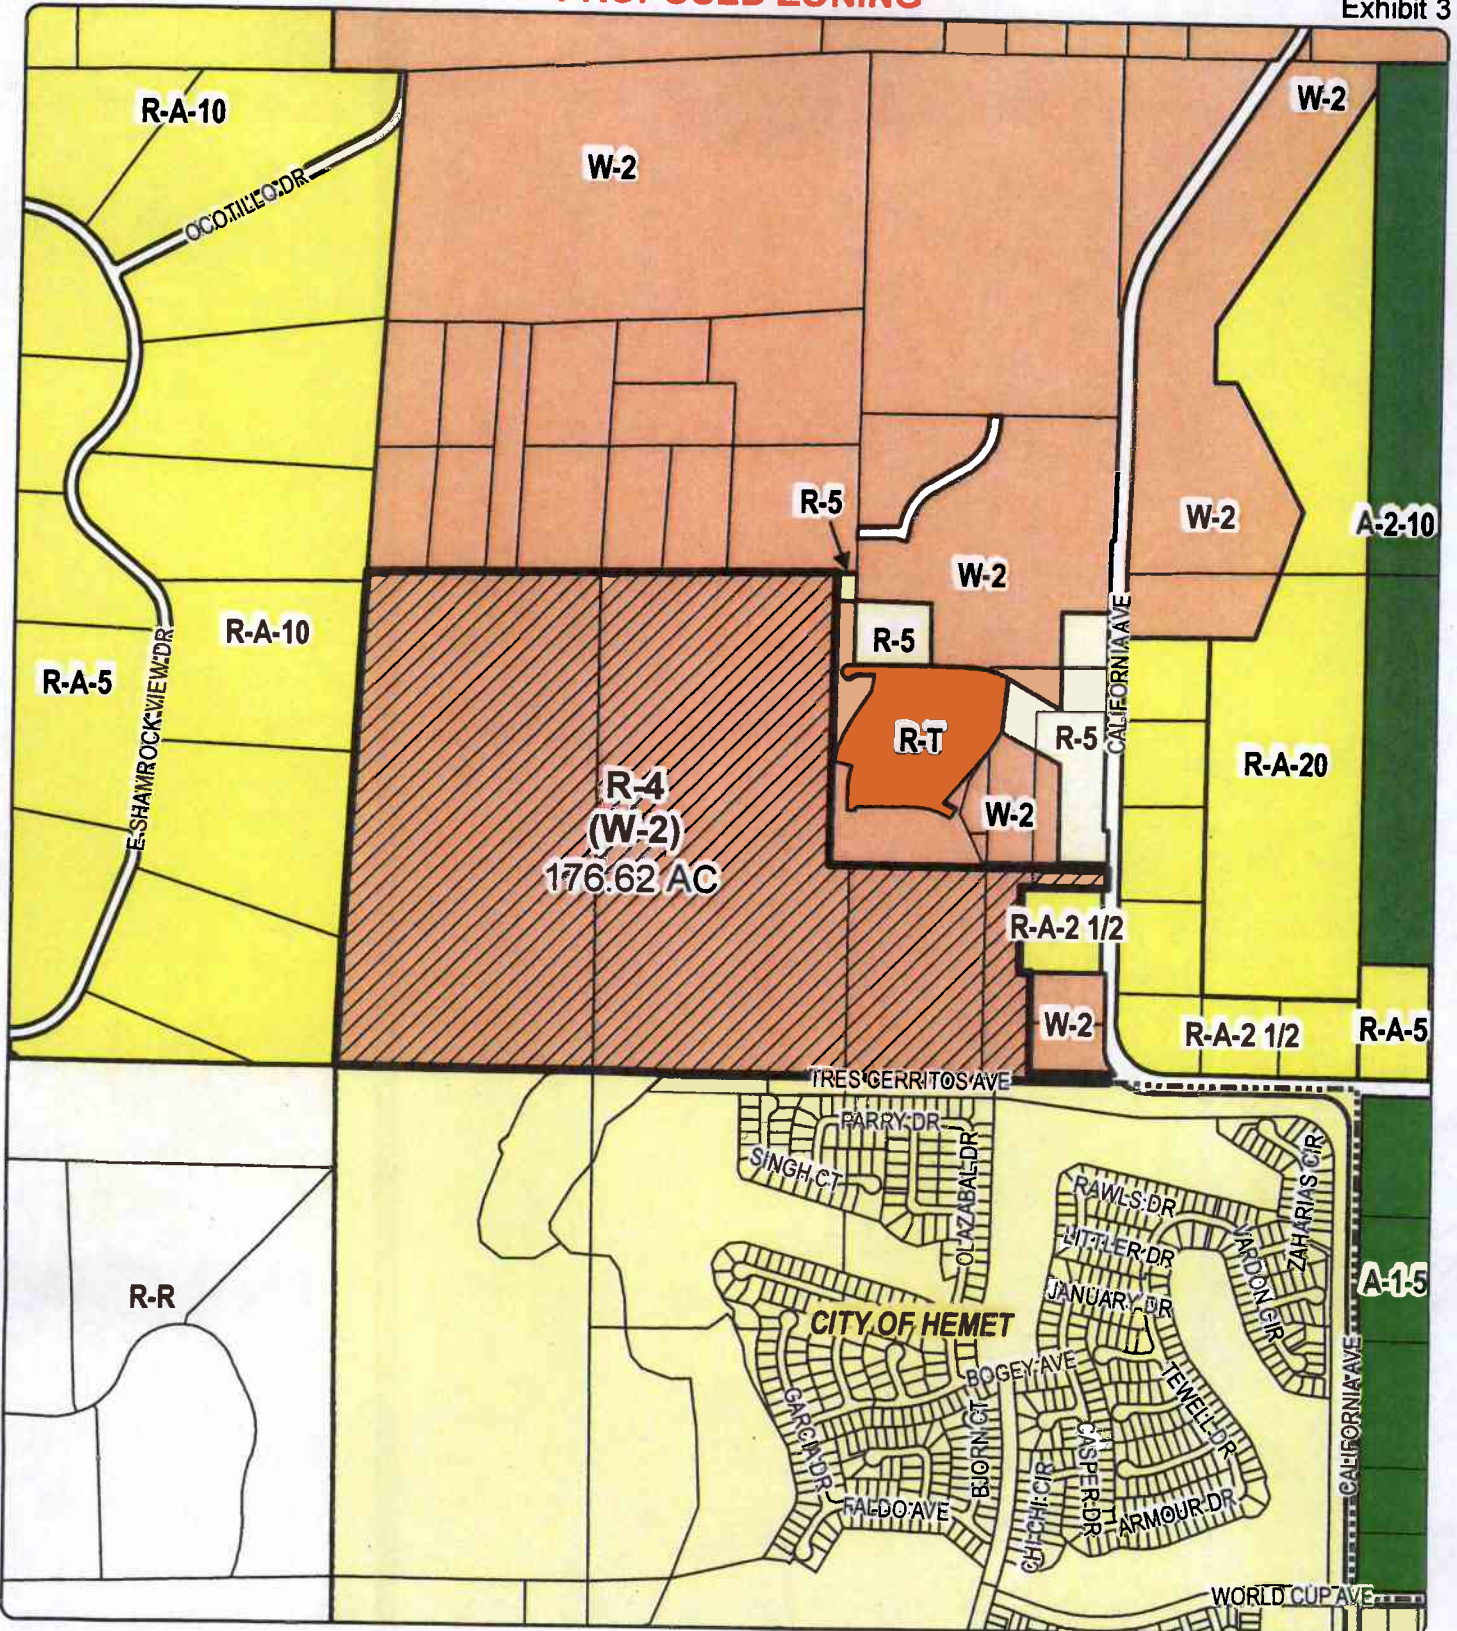 PROPOSED ZONING
Exhibit 3
R-A-10
W-2
W-2
OCOTILLO DR
R-5
W-2
W-2
A-2-10
R-A-10
R-5
CALIFORNIA AVE
R-A-5
E SHAMROCK VIEW DR
R-T
R-5
R-A-20
R-4
(W-2)
176.62 AC
W-2
R-A-2 1/2
W-2
R-A-2 1/2
R-A-5
TRES CERRITOS AVE
PARRY DR
SINGH CT
OLAZABAL DR
RAWLS DR
ZAHARIAS CIR
LITTLER DR
YARDON CIR
R-R
JANUARY DR
A-1-5
CITY OF HEMET
BOGEY AVE
TEWELL DR
CALIFORNIA AVE
GARCIA DR
BJORN CT
CASPER DR
CHI CHI CIR
FALDO AVE
T ARMOUR DR
WORLD CUP AVE